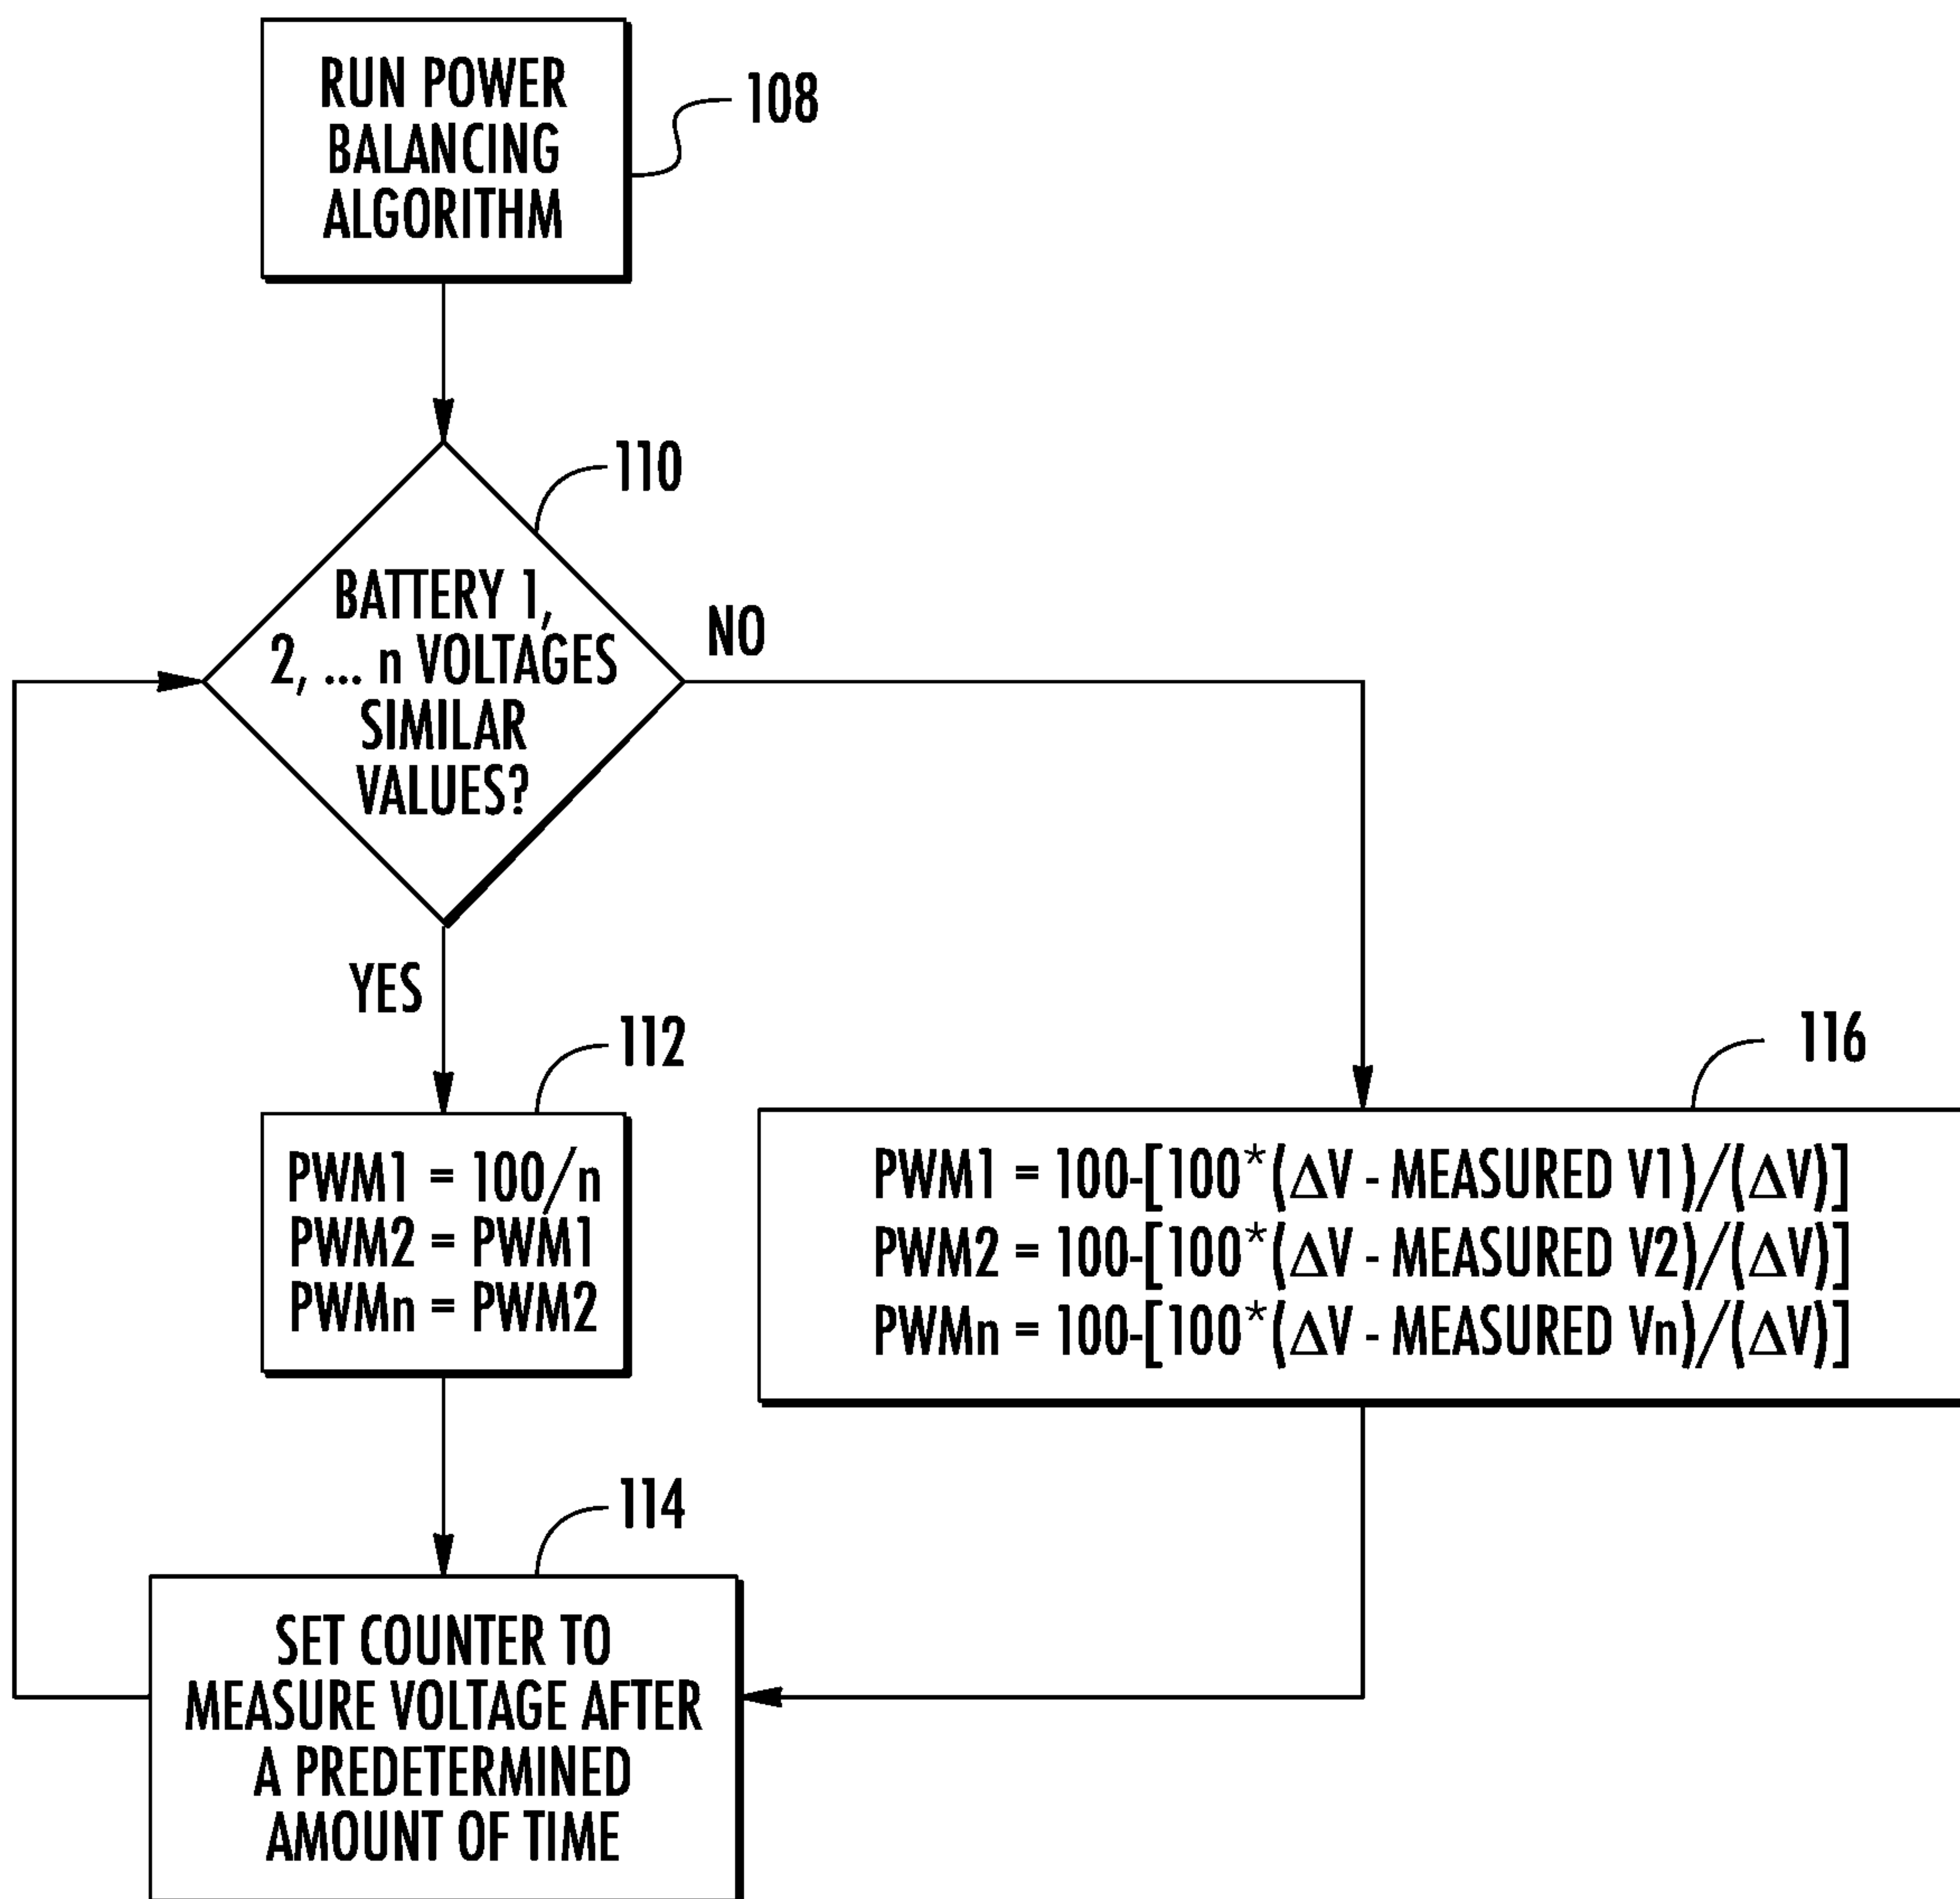 RUN POWER
BALANCING
ALGORITHM
108
110
BATTERY 1,
2, ... n VOLTAGES
SIMILAR
VALUES?
NO
YES
112
PWM1 = 100/n
PWM2 = PWM1
PWMn = PWM2
116
PWM1 = 100-[100*(ΔV - MEASURED V1)/(ΔV)]
PWM2 = 100-[100*(ΔV - MEASURED V2)/(ΔV)]
PWMn = 100-[100*(ΔV - MEASURED Vn)/(ΔV)]
114
SET COUNTER TO
MEASURE VOLTAGE AFTER
A PREDETERMINED
AMOUNT OF TIME